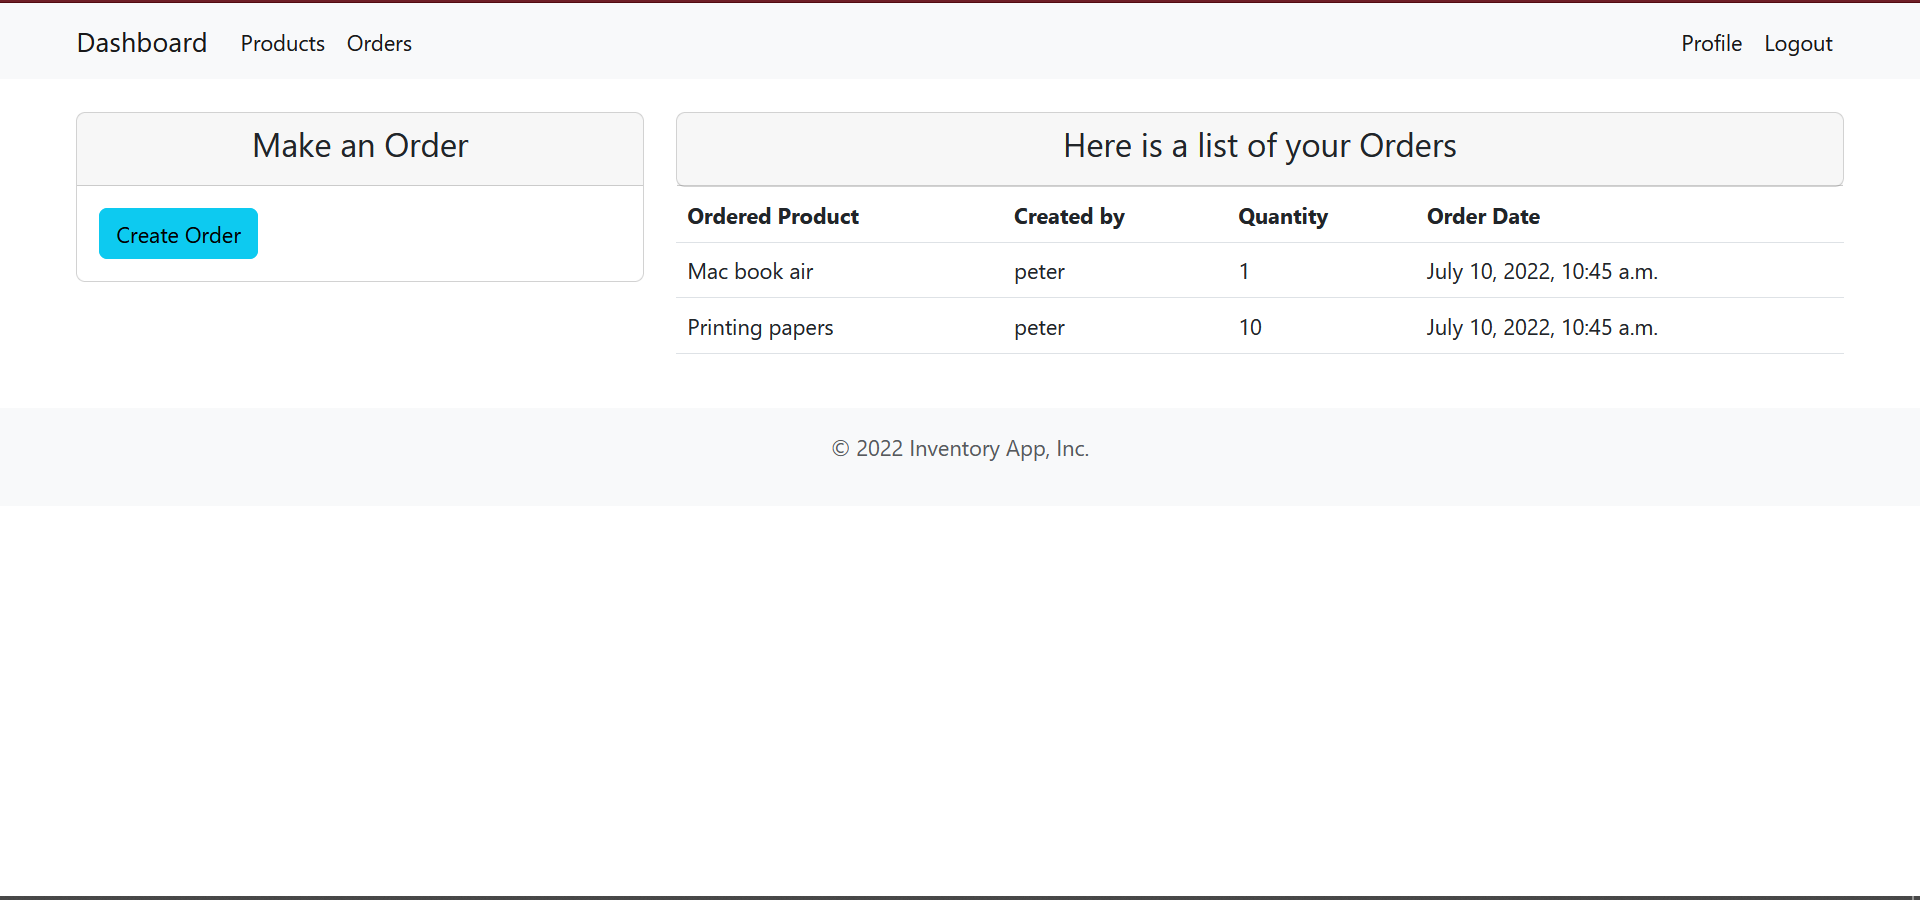 Dashboard Products Orders Profile Logout
Make an Order
Create Order
Here is a list of your Orders
Ordered Product Created by Quantity Order Date
Mac book air peter 1 July 10, 2022, 10:45 a.m.
Printing papers peter 10 July 10, 2022, 10:45 a.m.
© 2022 Inventory App, Inc.